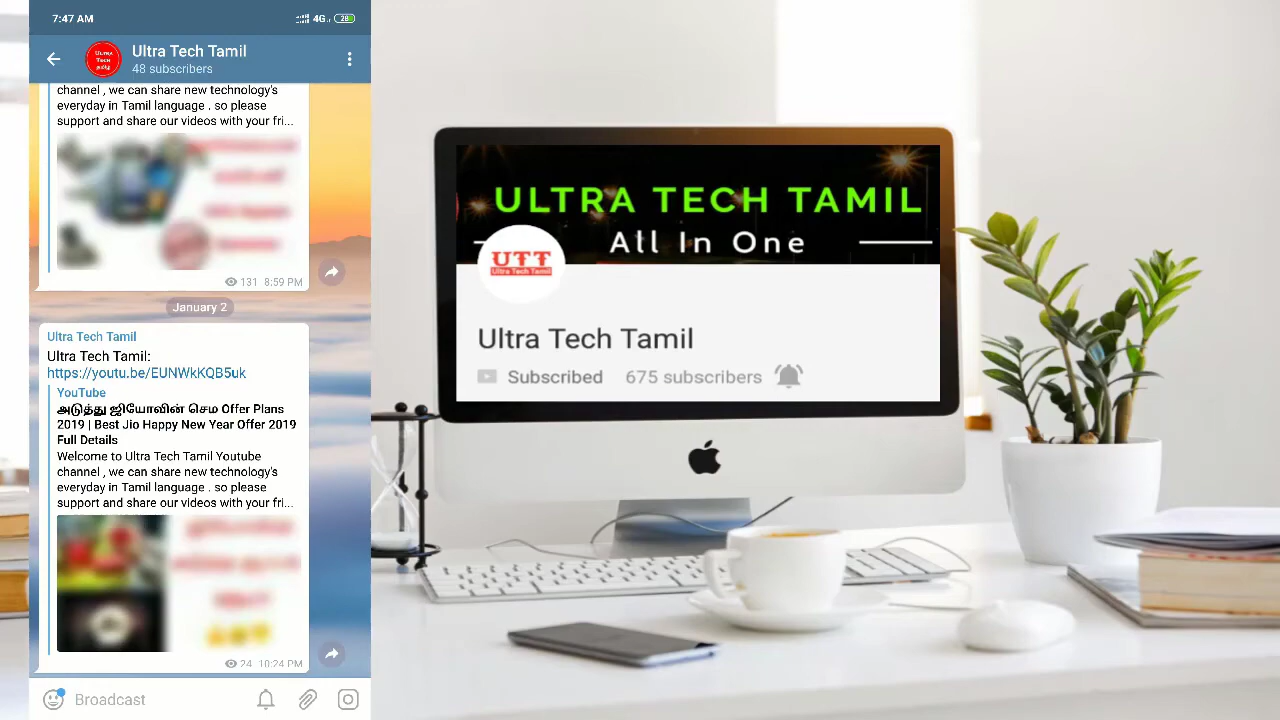 7:47 AM
4G
28
Ultra Tech Tamil
48 subscribers
channel , we can share new technology's
everyday in Tamil language . so please
support and share our videos with your fri...
131 8:59 PM
January 2
Ultra Tech Tamil
Ultra Tech Tamil:
https://youtu.be/EUNWkKQB5uk
YouTube
அடுத்து ஜியோவின் செம Offer Plans
2019 | Best Jio Happy New Year Offer 2019
Full Details
Welcome to Ultra Tech Tamil Youtube
channel , we can share new technology's
everyday in Tamil language . so please
support and share our videos with your fri...
24 10:24 PM
Broadcast
ULTRA TECH TAMIL
All In One
UTT
Ultra Tech Tamil
Ultra Tech Tamil
Subscribed 675 subscribers